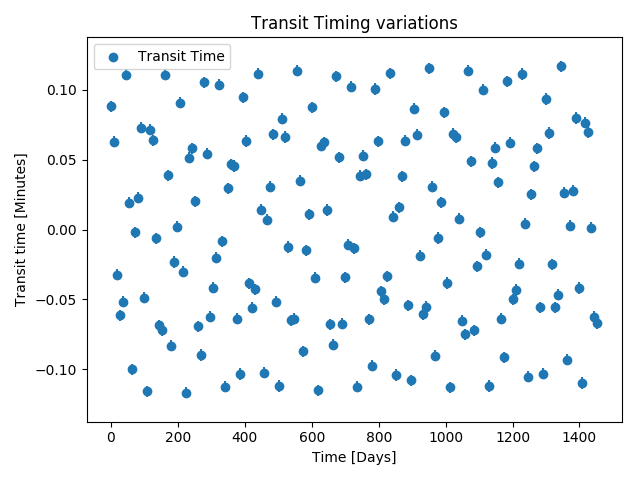 Transit Timing variations
Transit Time
Transit time [Minutes]
0.10
0.05
0.00
−0.05
−0.10
0 200 400 600 800 1000 1200 1400
Time [Days]